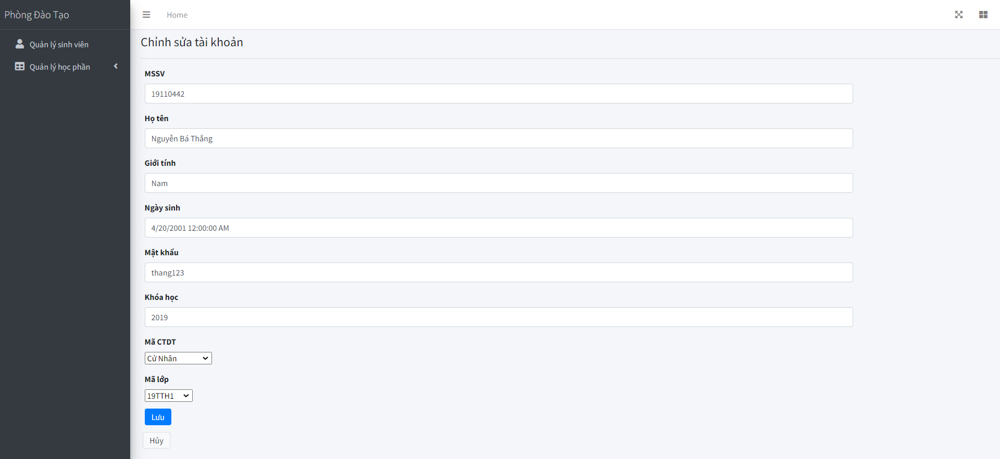 Phòng Đào Tạo
Home
Quản lý sinh viên
Quản lý học phần
Chỉnh sửa tài khoản
MSSV
19110442
Họ tên
Nguyễn Bá Thắng
Giới tính
Nam
Ngày sinh
4/20/2001 12:00:00 AM
Mật khẩu
thang123
Khóa học
2019
Mã CTDT
Cử Nhân
Mã lớp
19TTH1
Lưu
Hủy